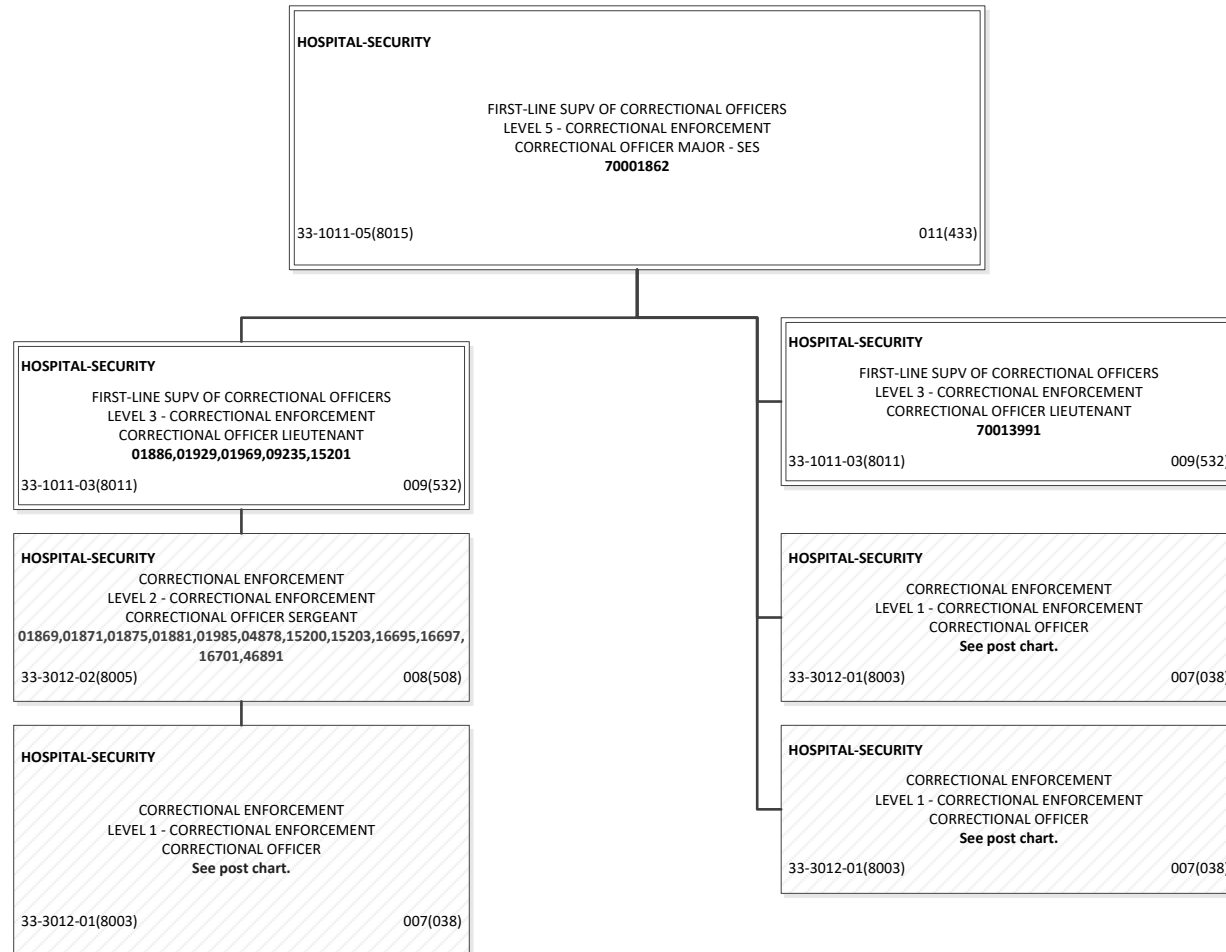 HOSPITAL-SECURITY
FIRST-LINE SUPV OF CORRECTIONAL OFFICERS
LEVEL 5 - CORRECTIONAL ENFORCEMENT
CORRECTIONAL OFFICER MAJOR - SES
70001862
33-1011-05(8015) 011(433)
HOSPITAL-SECURITY
FIRST-LINE SUPV OF CORRECTIONAL OFFICERS
LEVEL 3 - CORRECTIONAL ENFORCEMENT
CORRECTIONAL OFFICER LIEUTENANT
01886,01929,01969,09235,15201
33-1011-03(8011) 009(532)
HOSPITAL-SECURITY
CORRECTIONAL ENFORCEMENT
LEVEL 2 - CORRECTIONAL ENFORCEMENT
CORRECTIONAL OFFICER SERGEANT
01869,01871,01875,01881,01985,04878,15200,15203,16695,16697,
16701,46891
33-3012-02(8005) 008(508)
HOSPITAL-SECURITY
CORRECTIONAL ENFORCEMENT
LEVEL 1 - CORRECTIONAL ENFORCEMENT
CORRECTIONAL OFFICER
See post chart.
33-3012-01(8003) 007(038)
HOSPITAL-SECURITY
FIRST-LINE SUPV OF CORRECTIONAL OFFICERS
LEVEL 3 - CORRECTIONAL ENFORCEMENT
CORRECTIONAL OFFICER LIEUTENANT
70013991
33-1011-03(8011) 009(532)
HOSPITAL-SECURITY
CORRECTIONAL ENFORCEMENT
LEVEL 1 - CORRECTIONAL ENFORCEMENT
CORRECTIONAL OFFICER
See post chart.
33-3012-01(8003) 007(038)
HOSPITAL-SECURITY
CORRECTIONAL ENFORCEMENT
LEVEL 1 - CORRECTIONAL ENFORCEMENT
CORRECTIONAL OFFICER
See post chart.
33-3012-01(8003) 007(038)